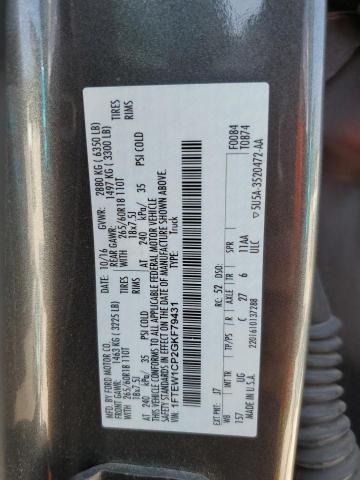 MFD. BY FORD MOTOR CO.
DATE: 10/16 GVWR: 2880 KG ( 6350 LB)
FRONT GAWR: 1463 KG ( 3225 LB) REAR GAWR: 1497 KG ( 3300 LB)
265/60R18 110T TIRES 265/60R18 110T TIRES
18x7.5J RIMS 18x7.5J RIMS
AT 240 kPa/ 35 PSI COLD AT 240 kPa/ 35 PSI COLD
THIS VEHICLE CONFORMS TO ALL APPLICABLE FEDERAL MOTOR VEHICLE
SAFETY, BUMPER, AND THEFT PREVENTION STANDARDS IN EFFECT ON THE DATE OF MANUFACTURE SHOWN ABOVE.
VIN: 1FTEW1CP2GKF79431
TYPE: Truck
F0084
T0874
EXT PNT: J7 RC: 52 DSO:
WB INT TR TP/PS R AXLE TR SPR
157 UG C 27 6 11AA
ULC
MADE IN U.S.A. 2201610137288
5U5A-3520472-AA